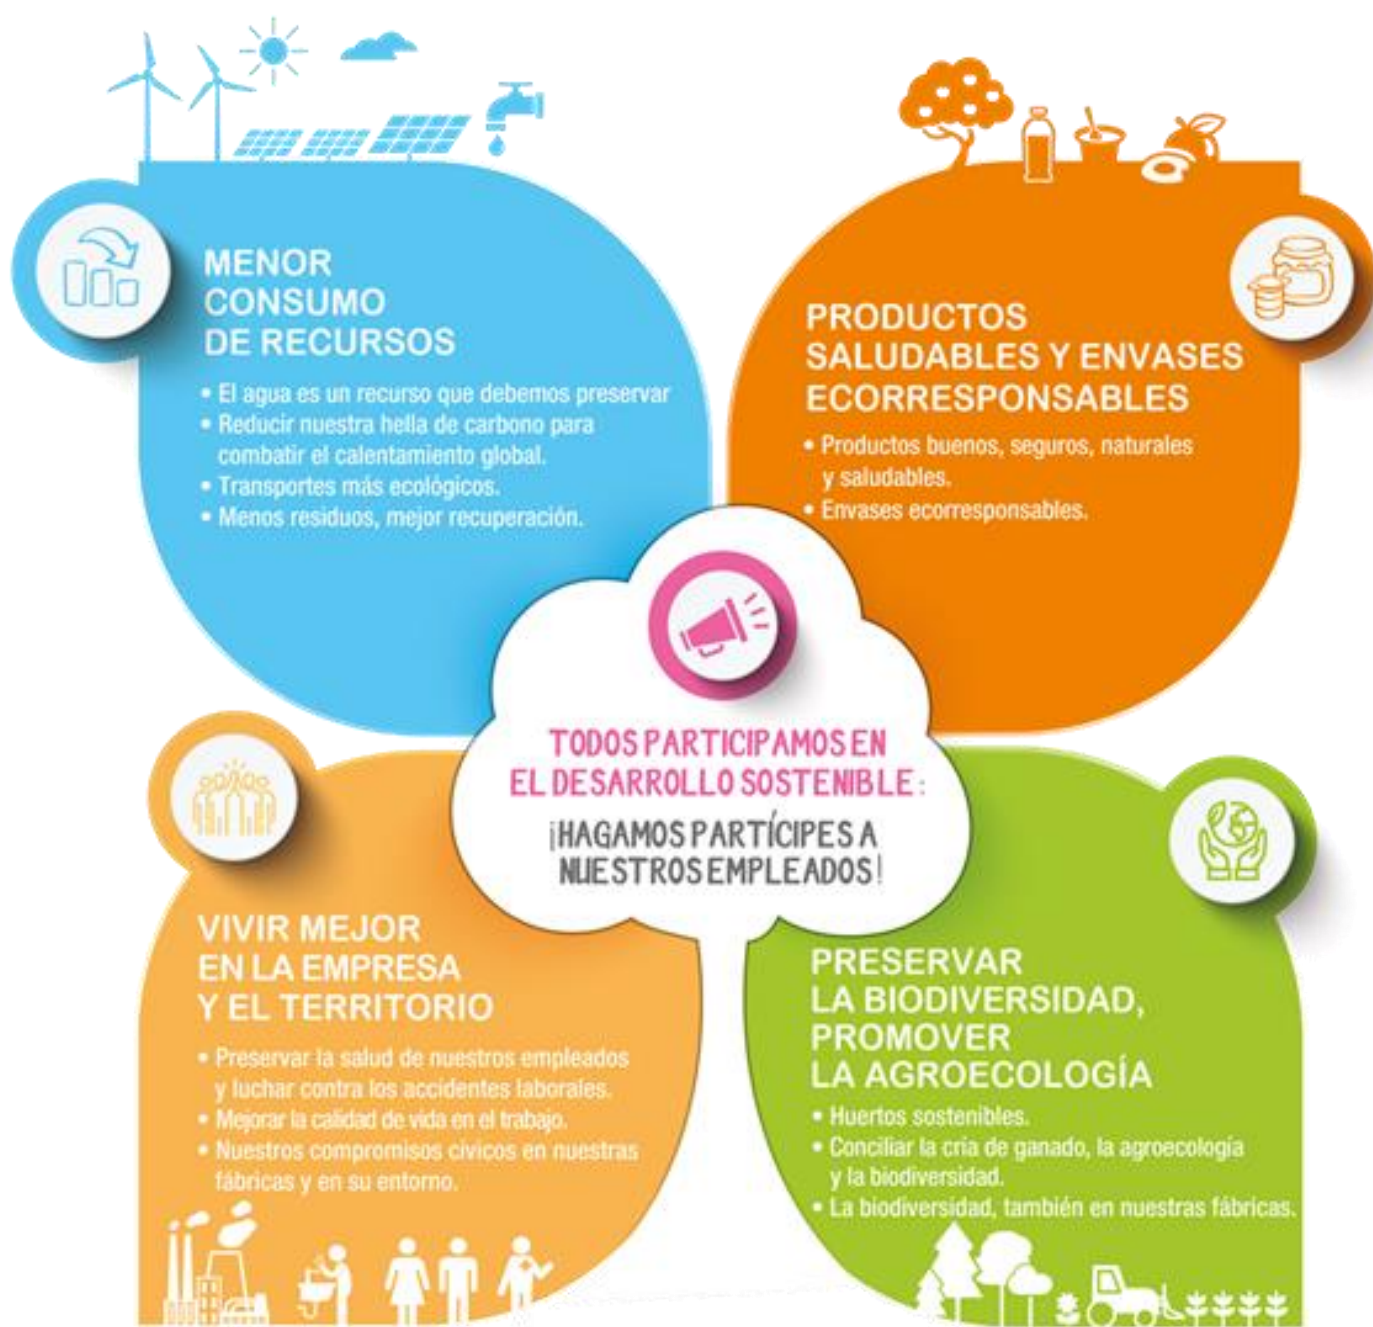 MENOR
CONSUMO
DE RECURSOS
• El agua es un recurso que debemos preservar
• Reducir nuestra hella de carbono para
combatir el calentamiento global.
• Transportes más ecológicos.
• Menos residuos, mejor recuperación.
PRODUCTOS
SALUDABLES Y ENVASES
ECORRESPONSABLES
• Productos buenos, seguros, naturales
y saludables.
• Envases ecorresponsables.
TODOS PARTICIPAMOS EN
EL DESARROLLO SOSTENIBLE:
¡HAGAMOS PARTÍCIPES A
NUESTROS EMPLEADOS!
VIVIR MEJOR
EN LA EMPRESA
Y EL TERRITORIO
• Preservar la salud de nuestros empleados
y luchar contra los accidentes laborales.
• Mejorar la calidad de vida en el trabajo.
• Nuestros compromisos cívicos en nuestras
fábricas y en su entorno.
PRESERVAR
LA BIODIVERSIDAD,
PROMOVER
LA AGROECOLOGÍA
• Huertos sostenibles.
• Conciliar la cria de ganado, la agroecología
y la biodiversidad.
• La biodiversidad, también en nuestras fábricas.